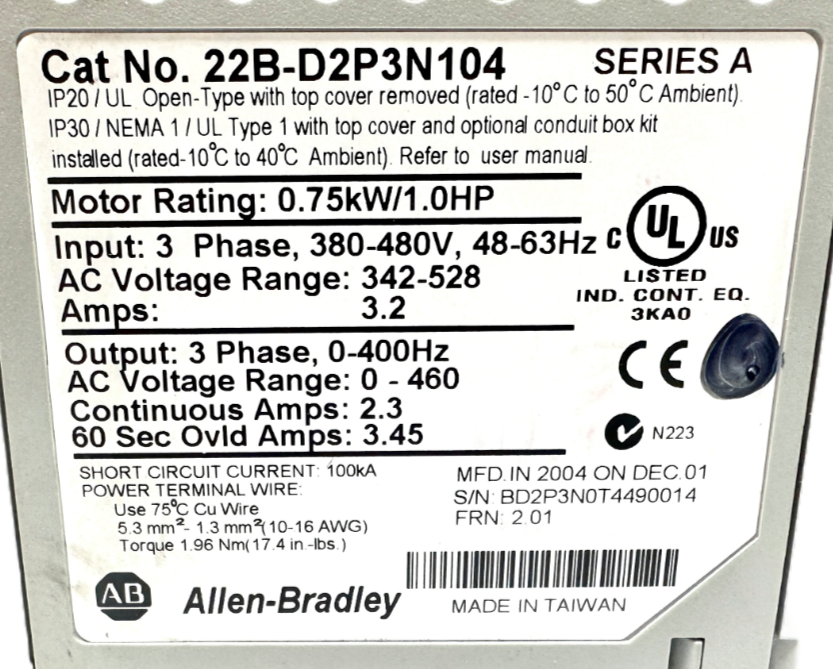 Cat No. 22B-D2P3N104 SERIES A
IP20 / UL Open-Type with top cover removed (rated -10°C to 50°C Ambient).
IP30 / NEMA 1 / UL Type 1 with top cover and optional conduit box kit
installed (rated-10°C to 40°C Ambient). Refer to user manual.
Motor Rating: 0.75kW/1.0HP
Input: 3 Phase, 380-480V, 48-63Hz
AC Voltage Range: 342-528
Amps: 3.2
C UL US
LISTED
IND. CONT. EQ.
3KA0
Output: 3 Phase, 0-400Hz
AC Voltage Range: 0 - 460
Continuous Amps: 2.3
60 Sec Ovld Amps: 3.45
CE
N223
SHORT CIRCUIT CURRENT: 100kA
POWER TERMINAL WIRE:
Use 75°C Cu Wire
5.3 mm²- 1.3 mm²(10-16 AWG)
Torque 1.96 Nm(17.4 in.-lbs.)
MFD.IN 2004 ON DEC.01
S/N: BD2P3N0T4490014
FRN: 2.01
AB Allen-Bradley
MADE IN TAIWAN